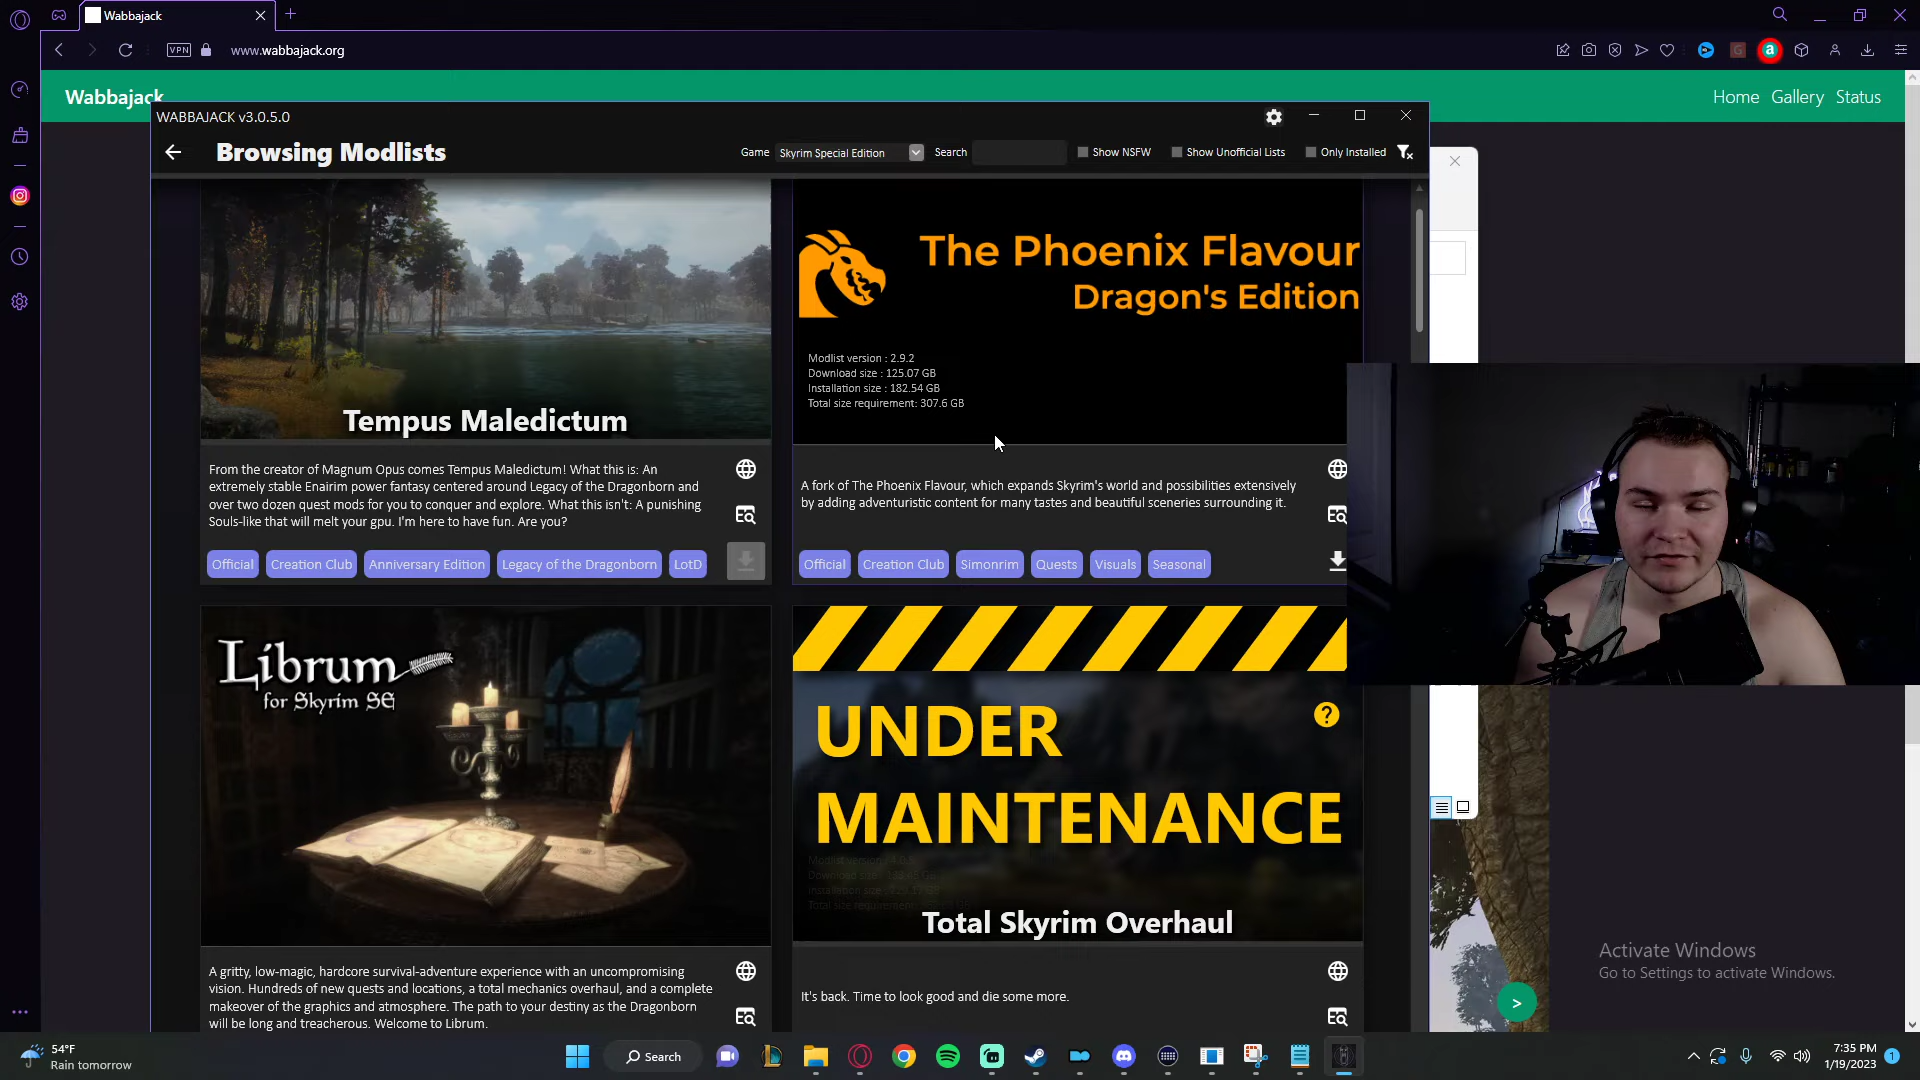 Wabbajack
VPN
www.wabbajack.org
Wabbajack
Home Gallery Status
WABBAJACK v3.0.5.0
Browsing Modlists
Game Skyrim Special Edition Search Show NSFW Show Unofficial Lists Only Installed
Tempus Maledictum
From the creator of Magnum Opus comes Tempus Maledictum! What this is: An
extremely stable Enairim power fantasy centered around Legacy of the Dragonborn and
over two dozen quest mods for you to conquer and explore. What this isn't: A punishing
Souls-like that will melt your gpu. I'm here to have fun. Are you?
Official Creation Club Anniversary Edition Legacy of the Dragonborn LotD
The Phoenix Flavour
Dragon's Edition
Modlist version : 2.9.2
Download size : 125.07 GB
Installation size : 182.54 GB
Total size requirement: 307.6 GB
A fork of The Phoenix Flavour, which expands Skyrim's world and possibilities extensively
by adding adventuristic content for many tastes and beautiful sceneries surrounding it.
Official Creation Club Simonrim Quests Visuals Seasonal
Librum
for Skyrim SE
A gritty, low-magic, hardcore survival-adventure experience with an uncompromising
vision. Hundreds of new quests and locations, a total mechanics overhaul, and a complete
makeover of the graphics and atmosphere. The path to your destiny as the Dragonborn
will be long and treacherous. Welcome to Librum.
UNDER
MAINTENANCE
?
Modlist version
Download size
Installation size
Total size requirement
Total Skyrim Overhaul
It's back. Time to look good and die some more.
Activate Windows
Go to Settings to activate Windows.
>
54°F
Rain tomorrow
Search
7:35 PM
1/19/2023
1